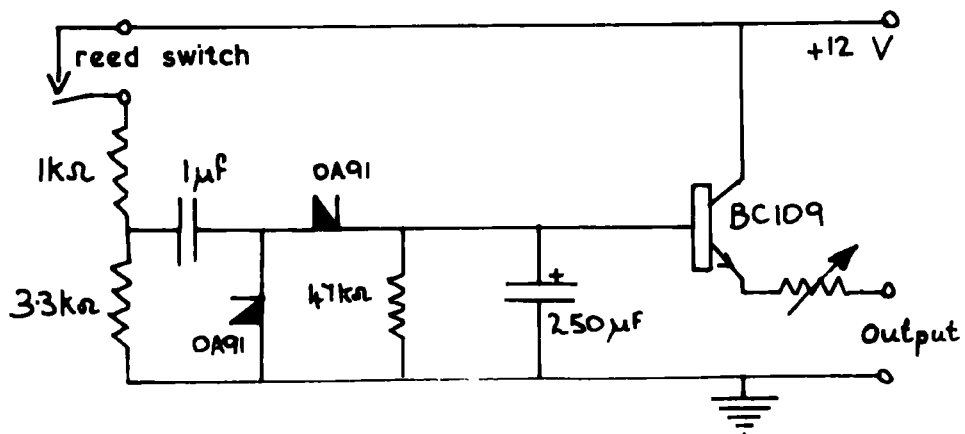 reed switch
+12 V
1kΩ
1μf
OA91
BC109
3.3kΩ
OA91
47kΩ
+
250μF
Output